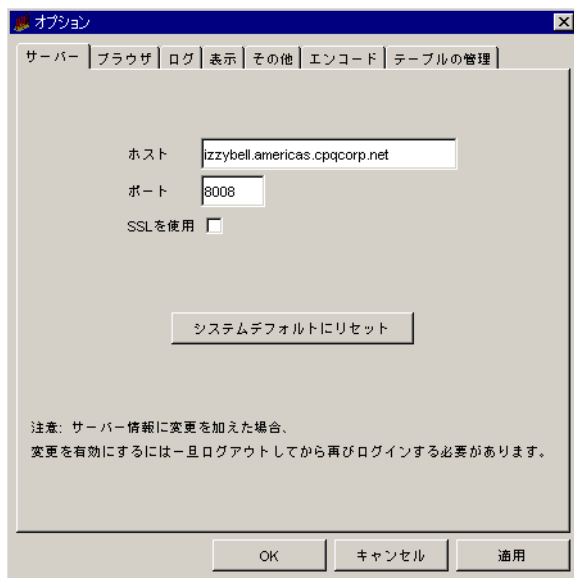 オプション
サーバー ブラウザ ログ 表示 その他 エンコード テーブルの管理
ホスト izzybell.americas.cpqcorp.net
ポート 8008
SSLを使用
システムデフォルトにリセット
注意: サーバー情報に変更を加えた場合、
変更を有効にするには一旦ログアウトしてから再びログインする必要があります。
OK キャンセル 適用